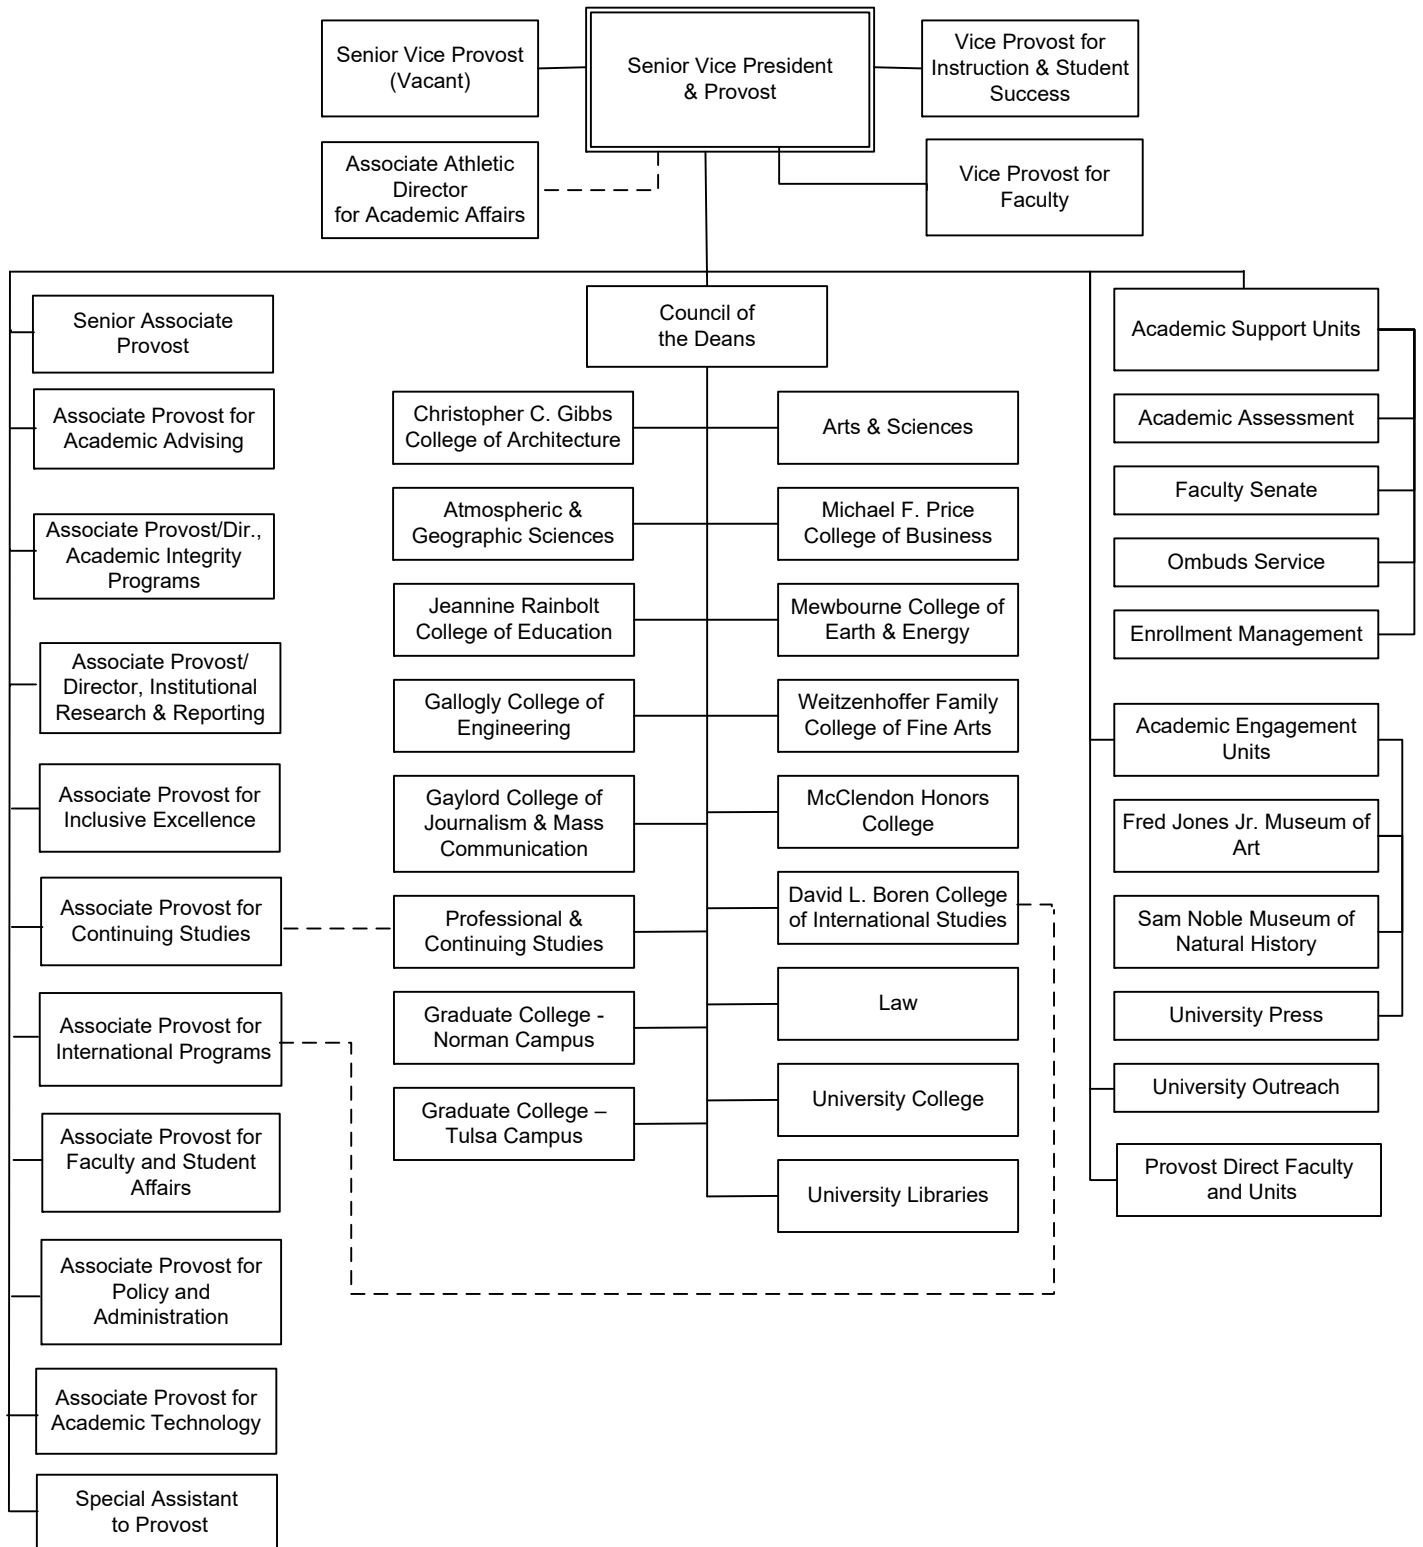 Senior Vice Provost
(Vacant)
Senior Vice President
& Provost
Vice Provost for
Instruction & Student
Success
Associate Athletic
Director
for Academic Affairs
Vice Provost for
Faculty
Senior Associate
Provost
Associate Provost for
Academic Advising
Associate Provost/Dir.,
Academic Integrity
Programs
Associate Provost/
Director, Institutional
Research & Reporting
Associate Provost for
Inclusive Excellence
Associate Provost for
Continuing Studies
Associate Provost for
International Programs
Associate Provost for
Faculty and Student
Affairs
Associate Provost for
Policy and
Administration
Associate Provost for
Academic Technology
Special Assistant
to Provost
Council of
the Deans
Christopher C. Gibbs
College of Architecture
Atmospheric &
Geographic Sciences
Jeannine Rainbolt
College of Education
Gallogly College of
Engineering
Gaylord College of
Journalism & Mass
Communication
Professional &
Continuing Studies
Graduate College -
Norman Campus
Graduate College –
Tulsa Campus
Arts & Sciences
Michael F. Price
College of Business
Mewbourne College of
Earth & Energy
Weitzenhoffer Family
College of Fine Arts
McClendon Honors
College
David L. Boren College
of International Studies
Law
University College
University Libraries
Academic Support Units
Academic Assessment
Faculty Senate
Ombuds Service
Enrollment Management
Academic Engagement
Units
Fred Jones Jr. Museum of
Art
Sam Noble Museum of
Natural History
University Press
University Outreach
Provost Direct Faculty
and Units